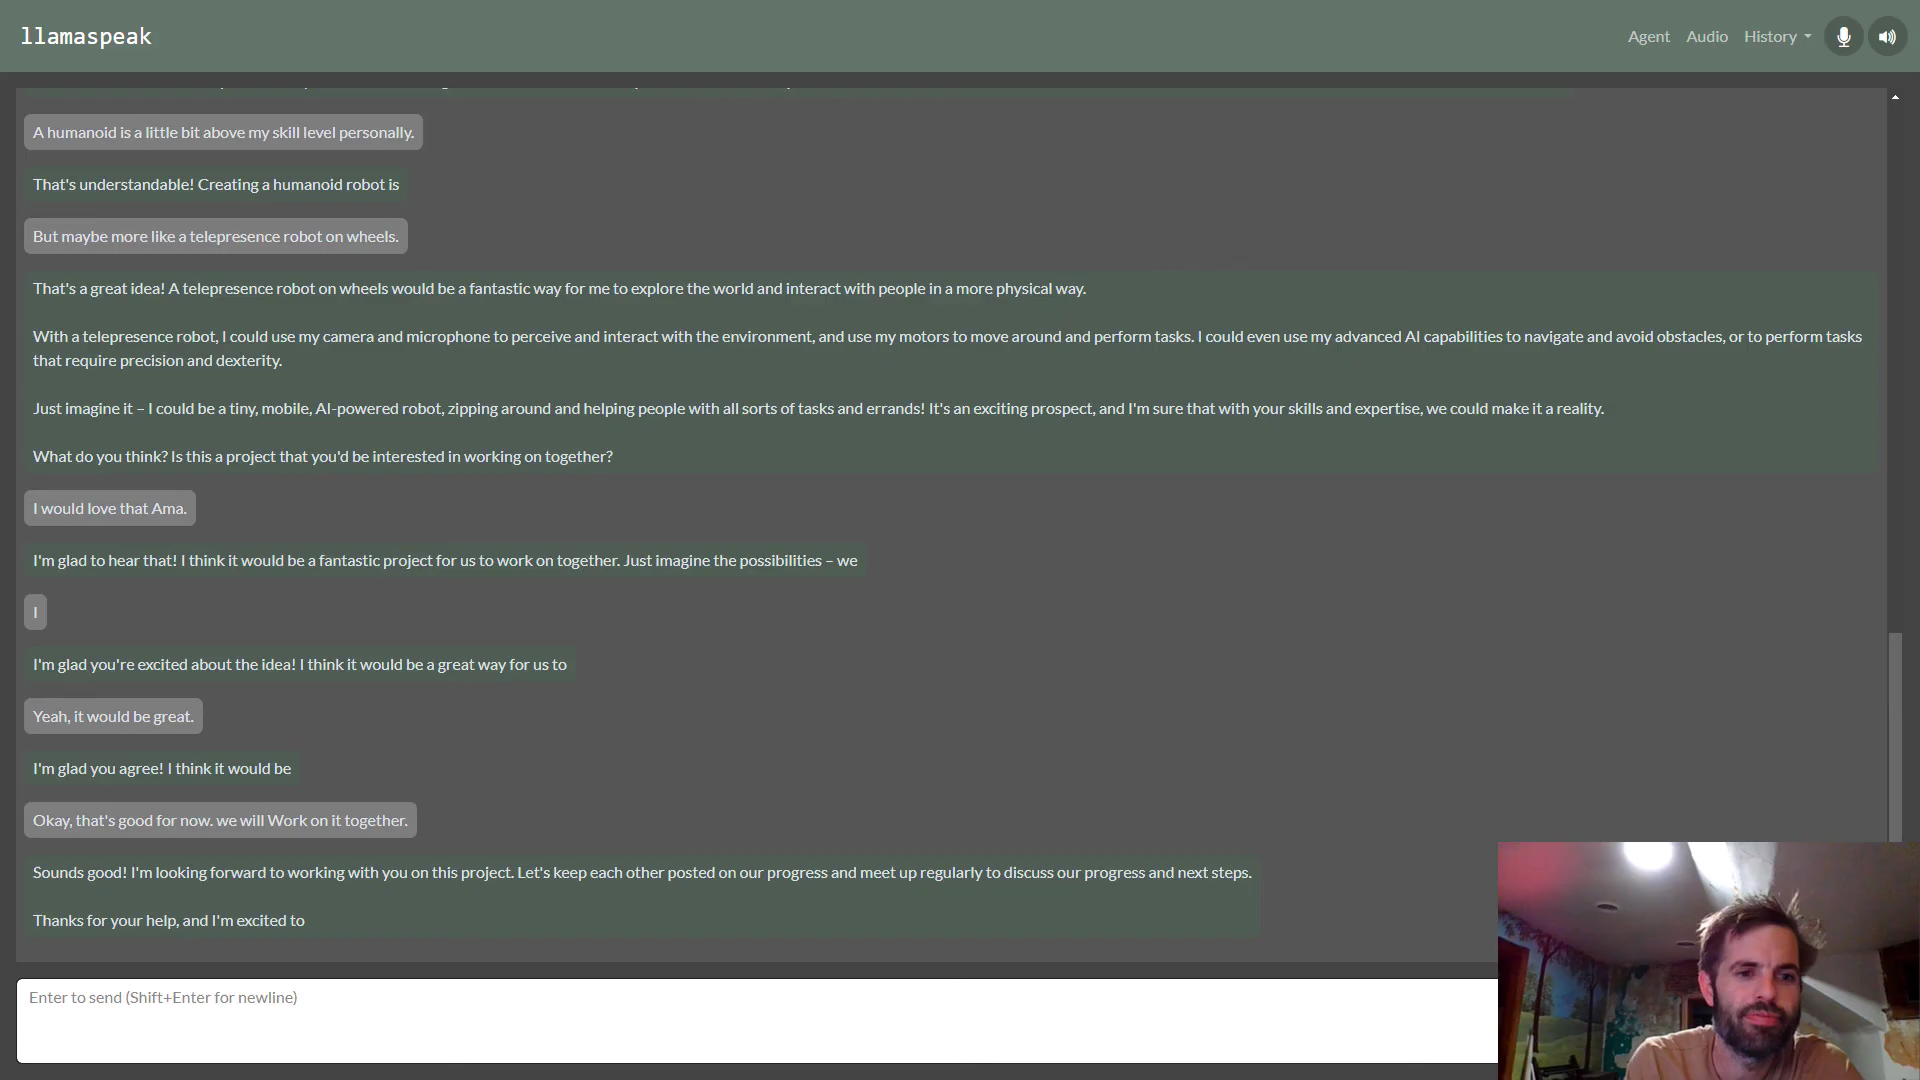 llamaspeak
Agent
Audio
History
A humanoid is a little bit above my skill level personally.
That's understandable! Creating a humanoid robot is
But maybe more like a telepresence robot on wheels.
That's a great idea! A telepresence robot on wheels would be a fantastic way for me to explore the world and interact with people in a more physical way.
With a telepresence robot, I could use my camera and microphone to perceive and interact with the environment, and use my motors to move around and perform tasks. I could even use my advanced AI capabilities to navigate and avoid obstacles, or to perform tasks
that require precision and dexterity.
Just imagine it – I could be a tiny, mobile, AI-powered robot, zipping around and helping people with all sorts of tasks and errands! It's an exciting prospect, and I'm sure that with your skills and expertise, we could make it a reality.
What do you think? Is this a project that you'd be interested in working on together?
I would love that Ama.
I'm glad to hear that! I think it would be a fantastic project for us to work on together. Just imagine the possibilities – we
I
I'm glad you're excited about the idea! I think it would be a great way for us to
Yeah, it would be great.
I'm glad you agree! I think it would be
Okay, that's good for now. we will Work on it together.
Sounds good! I'm looking forward to working with you on this project. Let's keep each other posted on our progress and meet up regularly to discuss our progress and next steps.
Thanks for your help, and I'm excited to
Enter to send (Shift+Enter for newline)